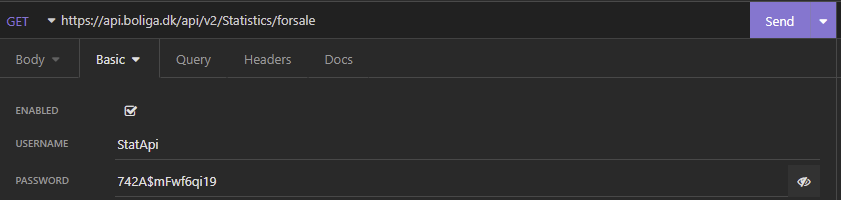 GET https://api.boliga.dk/api/v2/Statistics/forsale Send
Body Basic Query Headers Docs
ENABLED
USERNAME StatApi
PASSWORD 742A$mFwf6qi19